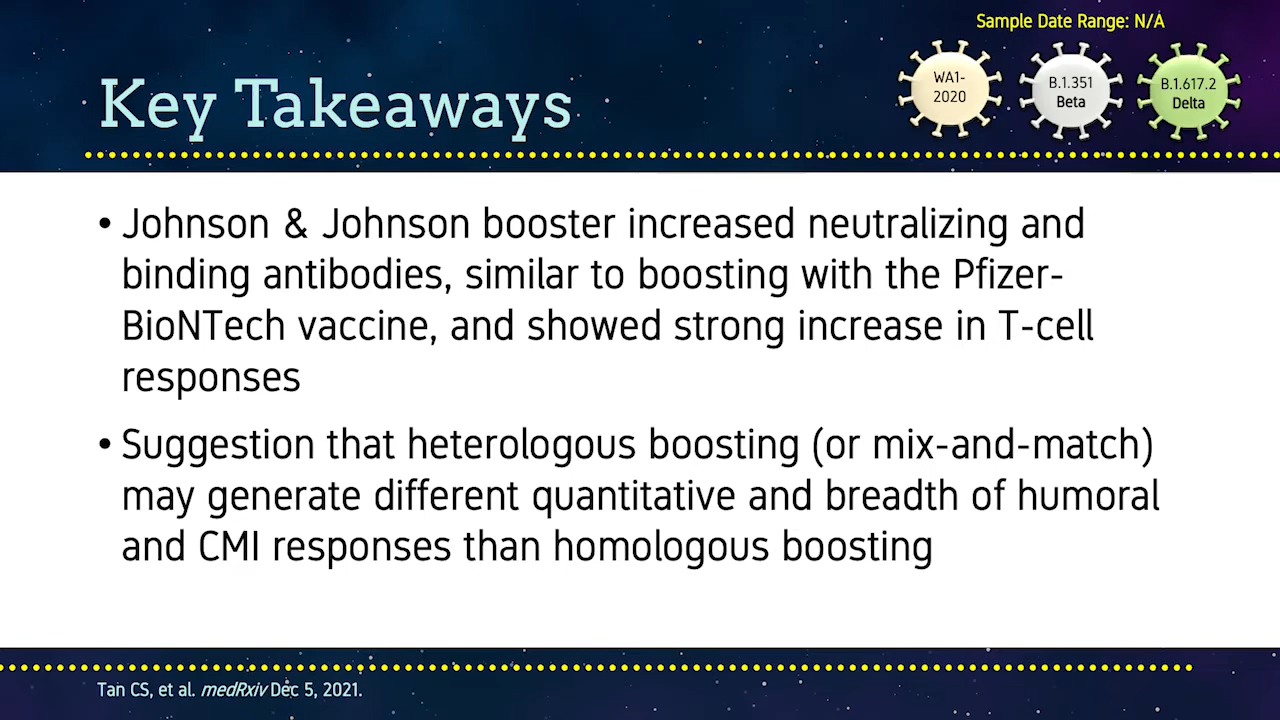 Sample Date Range: N/A
WA1-
2020
B.1.351
Beta
B.1.617.2
Delta
Key Takeaways
• Johnson & Johnson booster increased neutralizing and
binding antibodies, similar to boosting with the Pfizer-
BioNTech vaccine, and showed strong increase in T-cell
responses
• Suggestion that heterologous boosting (or mix-and-match)
may generate different quantitative and breadth of humoral
and CMI responses than homologous boosting
Tan CS, et al. medRxiv Dec 5, 2021.